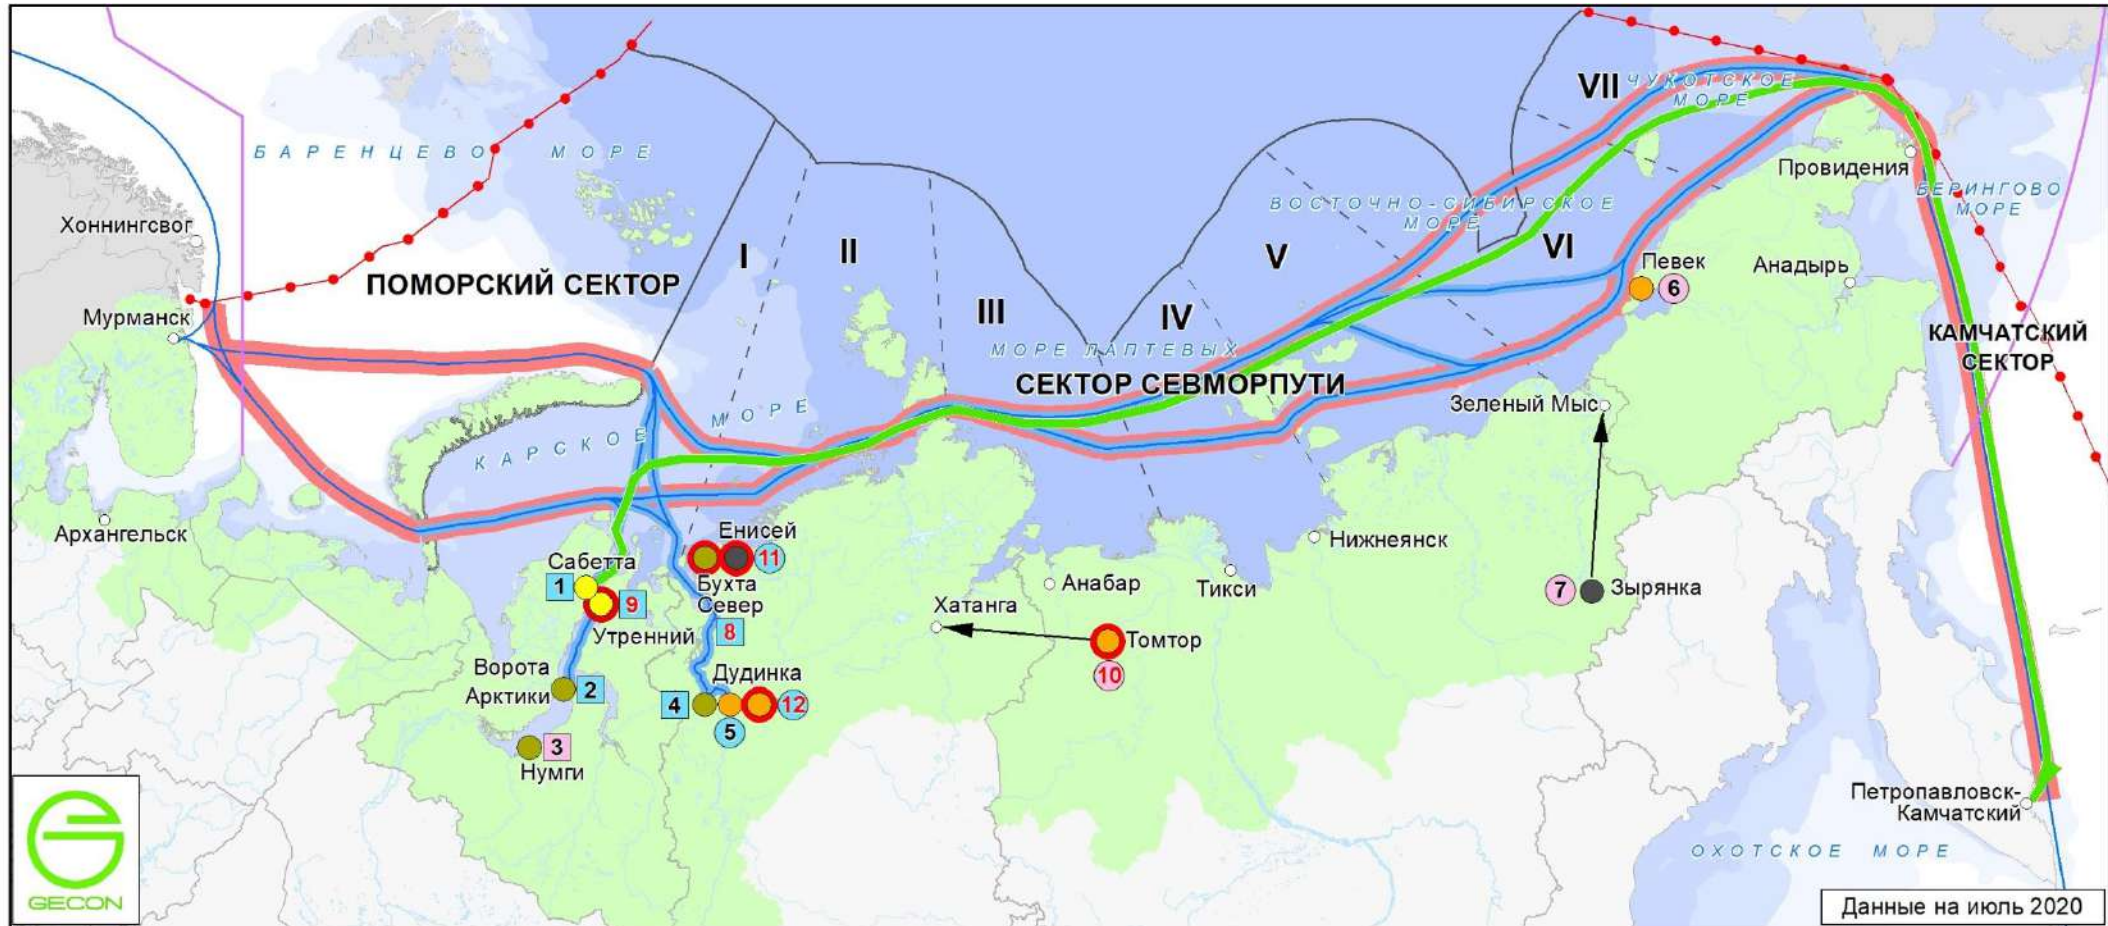 VII
ЧУКОТСКОЕ
МОРЕ
БАРЕНЦЕВО МОРЕ
Провидения
БЕРИНГОВО
МОРЕ
ВОСТОЧНО-СИБИРСКОЕ
МОРЕ
Хоннингсвог
I
II
V
VI
ПОМОРСКИЙ СЕКТОР
Певек
6
Анадырь
III
IV
Мурманск
МОРЕ ЛАПТЕВЫХ
КАМЧАТСКИЙ
СЕКТОР
СЕКТОР СЕВМОРПУТИ
Зеленый Мыс
КАРСКОЕ МОРЕ
Архангельск
Енисей
11
Нижнеянск
Сабетта
1
Бухта
Север
Анабар
Тикси
7
Зырянка
9
Утренний
8
Хатанга
Томтор
10
Ворота
Арктики
2
Дудинка
4
12
5
3
Нумги
Петропавловск-
Камчатский
ОХОТСКОЕ МОРЕ
GECON
Данные на июль 2020